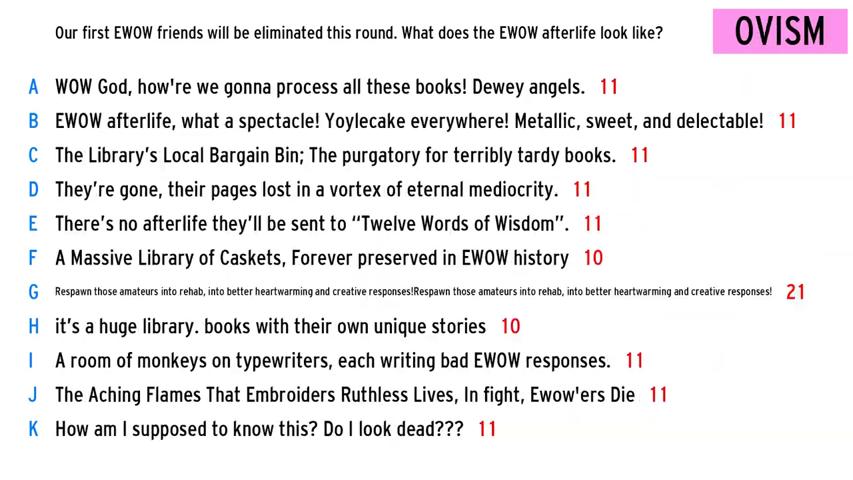 Our first EWOW friends will be eliminated this round. What does the EWOW afterlife look like?
OVISM
A WOW God, how're we gonna process all these books! Dewey angels. 11
B EWOW afterlife, what a spectacle! Yoylecake everywhere! Metallic, sweet, and delectable! 11
C The Library's Local Bargain Bin; The purgatory for terribly tardy books. 11
D They're gone, their pages lost in a vortex of eternal mediocrity. 11
E There's no afterlife they'll be sent to “Twelve Words of Wisdom”. 11
F A Massive Library of Caskets, Forever preserved in EWOW history 10
G Respawn those amateurs into rehab, into better heartwarming and creative responses!Respawn those amateurs into rehab, into better heartwarming and creative responses! 21
H it's a huge library. books with their own unique stories 10
I A room of monkeys on typewriters, each writing bad EWOW responses. 11
J The Aching Flames That Embroiders Ruthless Lives, In fight, Ewow'ers Die 11
K How am I supposed to know this? Do I look dead??? 11